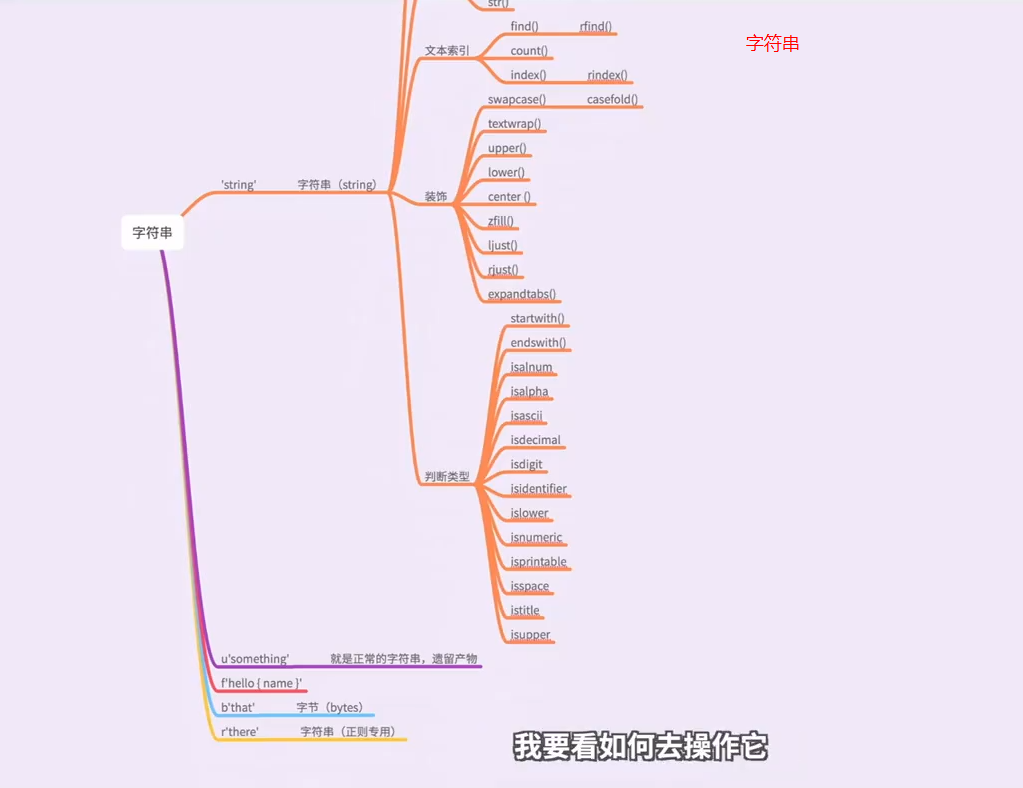 str()
find() rfind()
字符串
文本索引
count()
index() rindex()
swapcase() casefold()
textwrap()
upper()
lower()
'string' 字符串（string）
装饰
center ()
zfill()
字符串
ljust()
rjust()
expandtabs()
startwith()
endswith()
isalnum
isalpha
isascii
isdecimal
isdigit
判断类型
isidentifier
islower
isnumeric
isprintable
isspace
istitle
isupper
u'something' 就是正常的字符串，遗留产物
f'hello { name }'
b'that' 字节（bytes）
r'there' 字符串（正则专用）
我要看如何去操作它